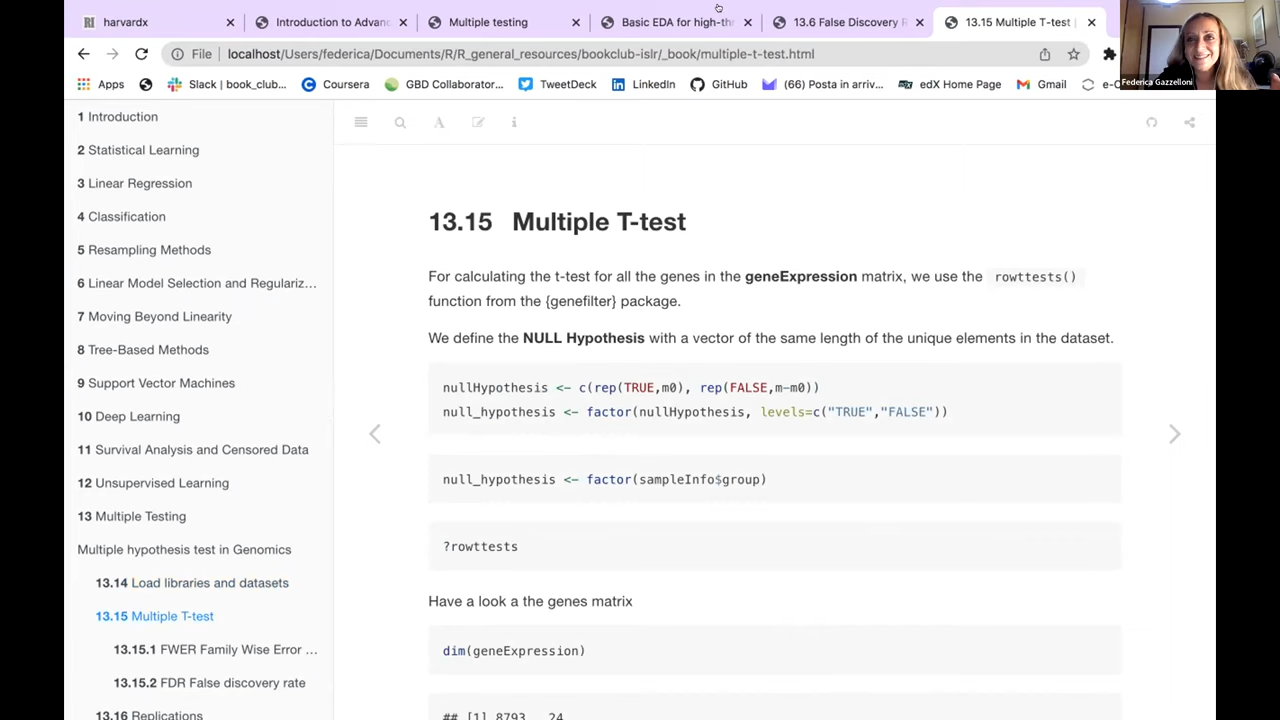 harvardx
Introduction to Advan
Multiple testing
Basic EDA for high-thr
13.6 False Discovery R
13.15 Multiple T-test
File
localhost/Users/federica/Documents/R/R_general_resources/bookclub-islr/_book/multiple-t-test.html
Federica Gazzelloni
Apps
Slack | book_club...
Coursera
GBD Collaborator...
TweetDeck
LinkedIn
GitHub
(66) Posta in arriv...
edX Home Page
Gmail
e-C
1 Introduction
2 Statistical Learning
3 Linear Regression
4 Classification
5 Resampling Methods
6 Linear Model Selection and Regulariz...
7 Moving Beyond Linearity
8 Tree-Based Methods
9 Support Vector Machines
10 Deep Learning
11 Survival Analysis and Censored Data
12 Unsupervised Learning
13 Multiple Testing
Multiple hypothesis test in Genomics
13.14 Load libraries and datasets
13.15 Multiple T-test
13.15.1 FWER Family Wise Error ...
13.15.2 FDR False discovery rate
13.16 Replications
13.15 Multiple T-test
For calculating the t-test for all the genes in the geneExpression matrix, we use the rowttests()
function from the {genefilter} package.
We define the NULL Hypothesis with a vector of the same length of the unique elements in the dataset.
nullHypothesis <- c(rep(TRUE,m0), rep(FALSE,m-m0))
null_hypothesis <- factor(nullHypothesis, levels=c("TRUE","FALSE"))
null_hypothesis <- factor(sampleInfo$group)
?rowttests
Have a look a the genes matrix
dim(geneExpression)
## [1] 8793 24